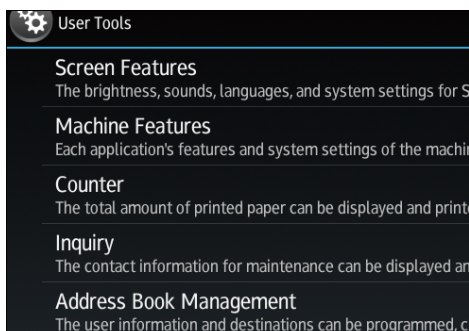 User Tools
Screen Features
The brightness, sounds, languages, and system settings for S
Machine Features
Each application's features and system settings of the machin
Counter
The total amount of printed paper can be displayed and printe
Inquiry
The contact information for maintenance can be displayed an
Address Book Management
The user information and destinations can be programmed, c